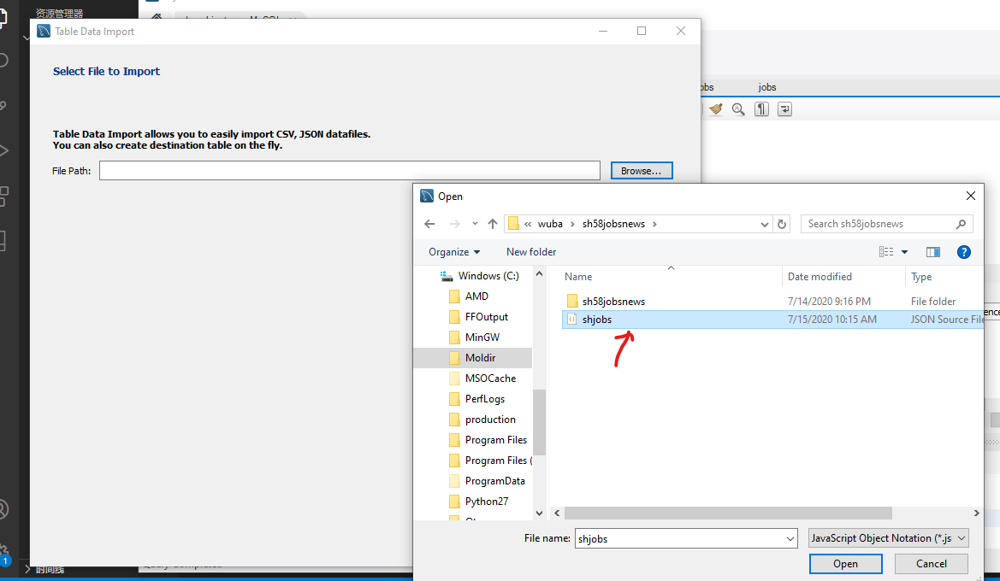 资源管理器
Table Data Import
Select File to Import
Table Data Import allows you to easily import CSV, JSON datafiles.
You can also create destination table on the fly.
File Path:
Browse...
obs
jobs
Open
« wuba › sh58jobsnews ›
Search sh58jobsnews
Organize
New folder
Name
Date modified
Type
Windows (C:)
AMD
FFOutput
MinGW
Moldir
MSOCache
PerfLogs
production
Program Files
Program Files (
ProgramData
Python27
sh58jobsnews
7/14/2020 9:16 PM
File folder
shjobs
7/15/2020 10:15 AM
JSON Source File
ence
File name:
shjobs
JavaScript Object Notation (*.js
Open
Cancel
1
时间线